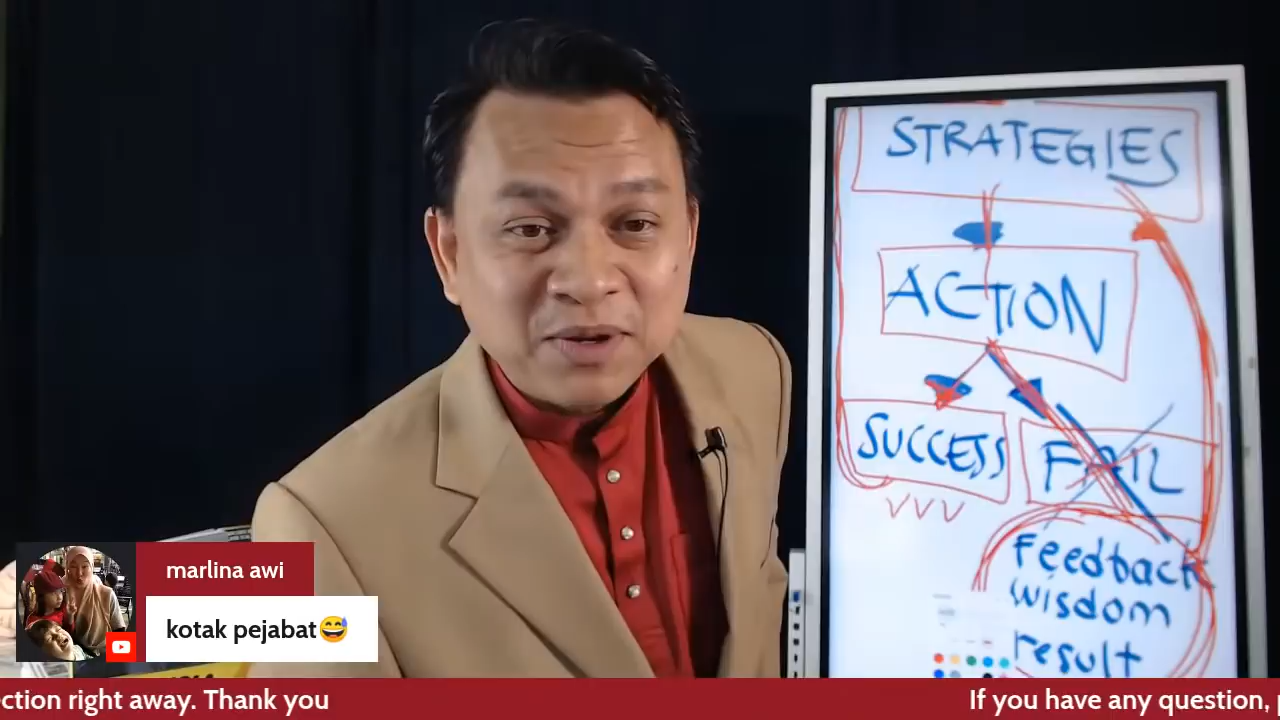 STRATEGIES
ACTION
SUCCESS
FAIL
Feedback
wisdom
result
marlina awi
kotak pejabat😅
ction right away. Thank you
If you have any question,